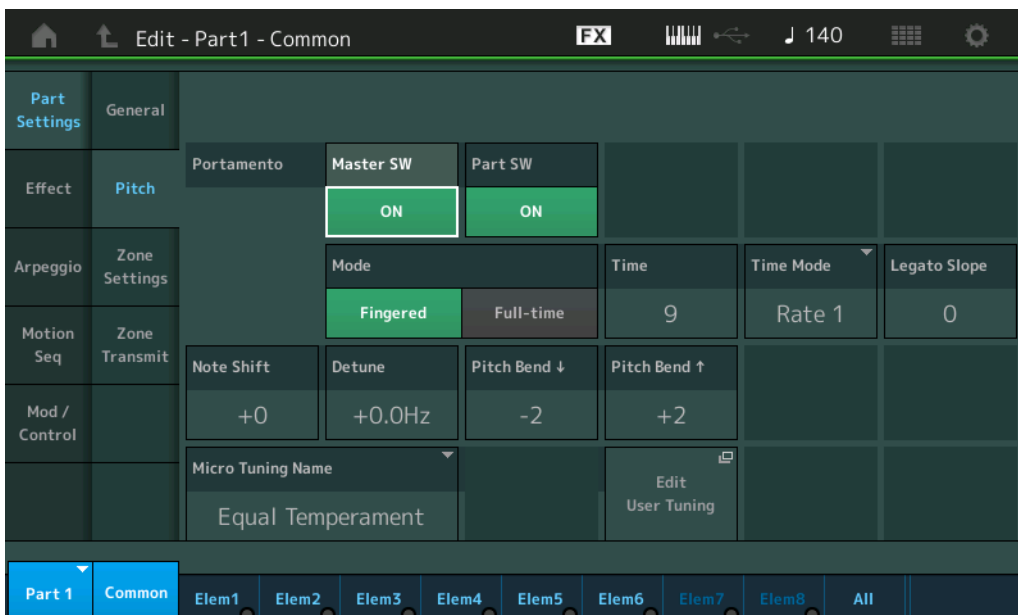 Edit - Part1 - Common
FX
♩ 140
Part
Settings
General
Effect
Pitch
Arpeggio
Zone
Settings
Motion
Seq
Zone
Transmit
Mod /
Control
Portamento
Master SW
Part SW
ON
ON
Mode
Time
Time Mode
Legato Slope
Fingered
Full-time
9
Rate 1
0
Note Shift
Detune
Pitch Bend ↓
Pitch Bend ↑
+0
+0.0Hz
-2
+2
Micro Tuning Name
Equal Temperament
Edit
User Tuning
Part 1
Common
Elem1
Elem2
Elem3
Elem4
Elem5
Elem6
Elem7
Elem8
All